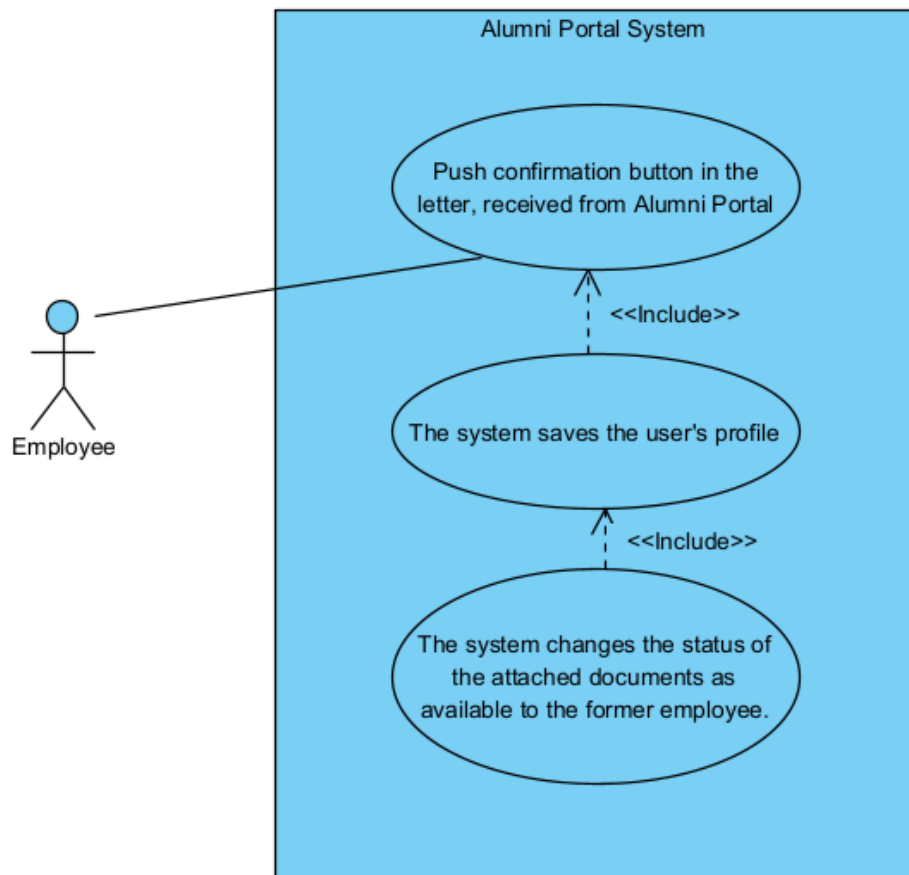 Alumni Portal System
Push confirmation button in the
letter, received from Alumni Portal
<<Include>>
Employee
The system saves the user's profile
<<Include>>
The system changes the status of
the attached documents as
available to the former employee.